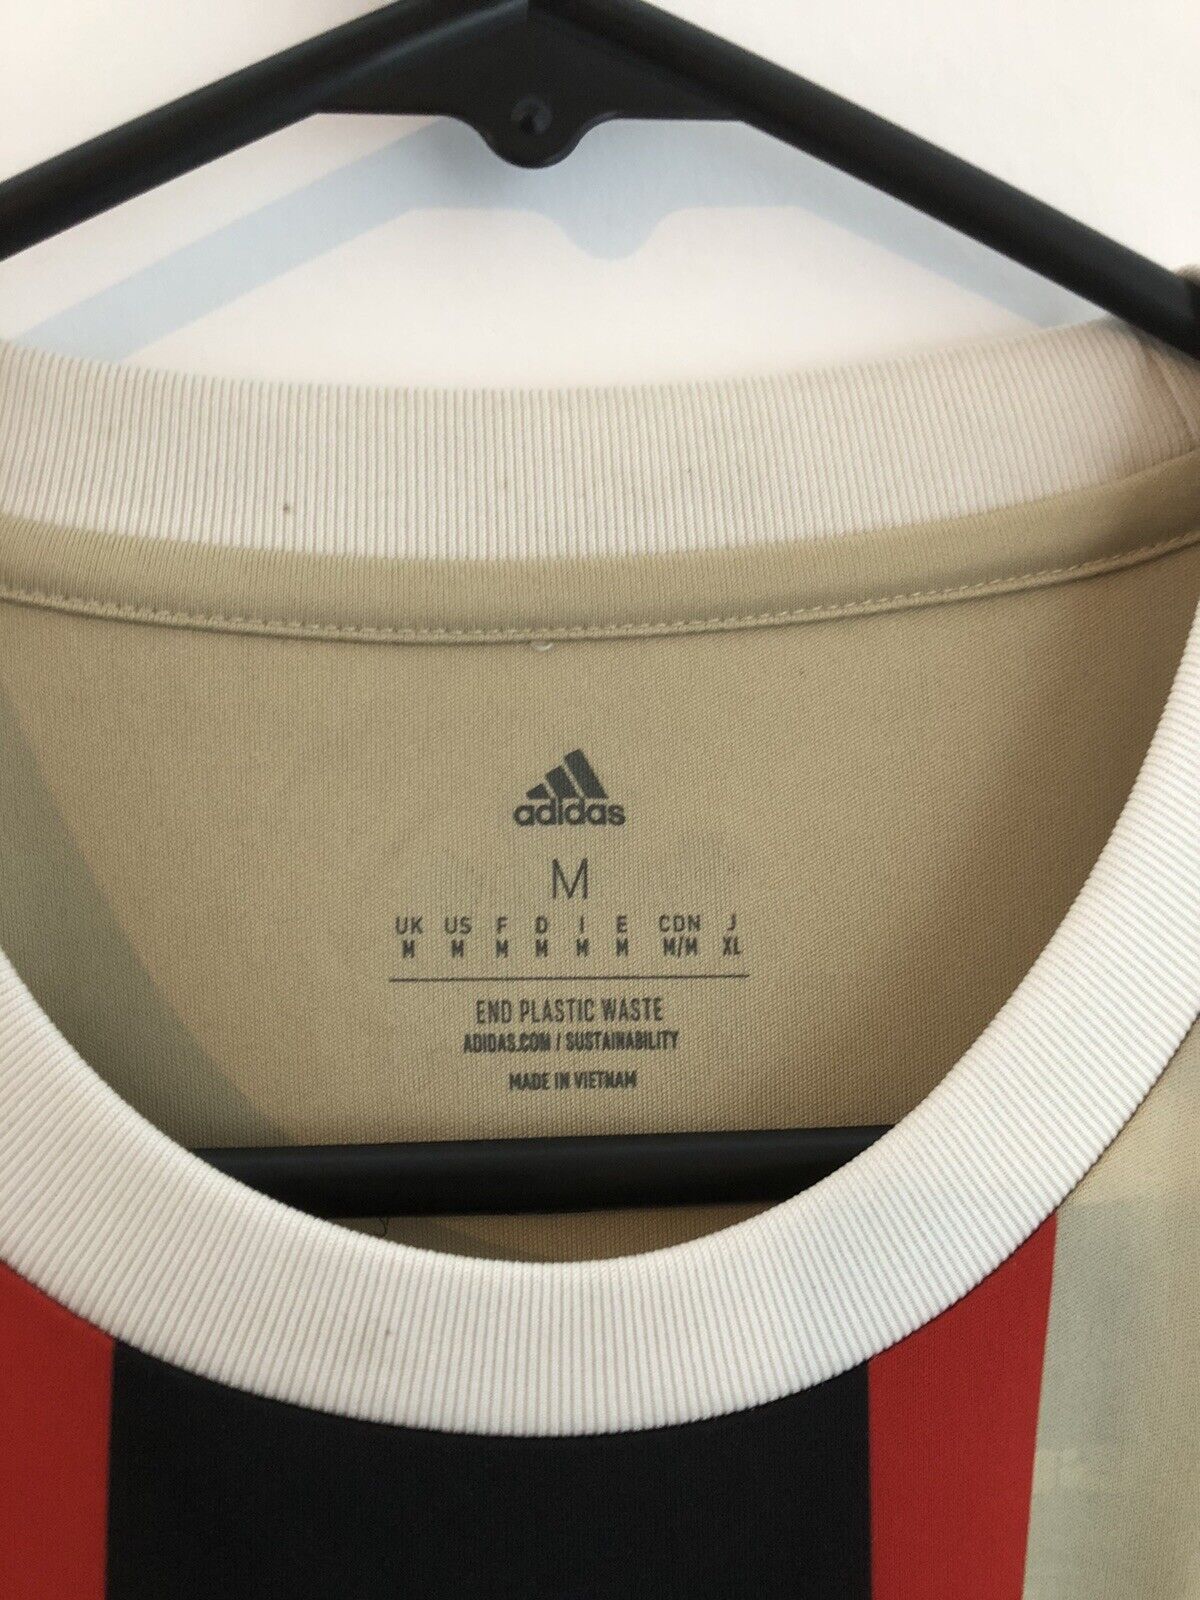 adidas
M
UK US F D I E CDN J
M M M M M M M/M XL
END PLASTIC WASTE
ADIDAS.COM / SUSTAINABILITY
MADE IN VIETNAM